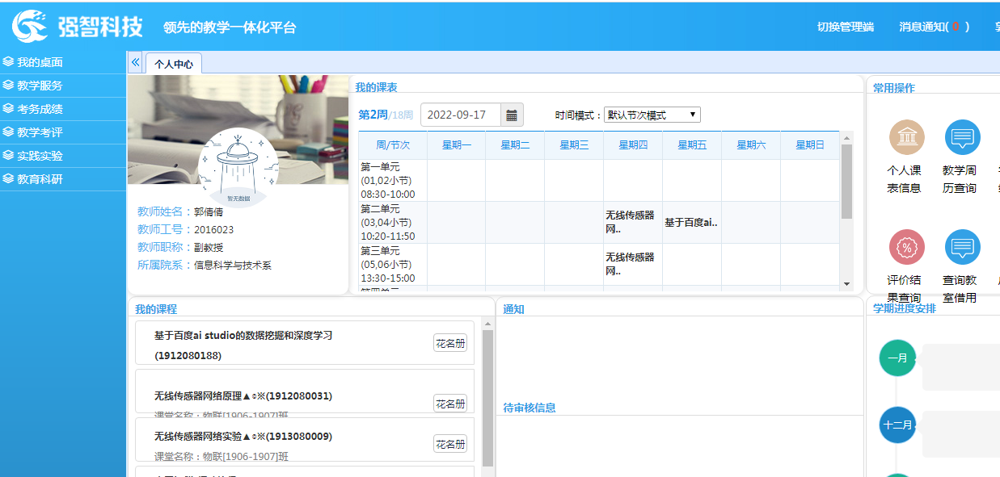 强智科技 领先的教学一体化平台 切换管理端 消息通知( 0 )
我的桌面
教学服务
考务成绩
教学考评
实践实验
教育科研
个人中心
暂无数据
教师姓名：郭倩倩
教师工号：2016023
教师职称：副教授
所属院系：信息科学与技术系
我的课表
第2周/18周 2022-09-17 时间模式：默认节次模式
周/节次 星期一 星期二 星期三 星期四 星期五 星期六 星期日
第一单元
(01,02小节)
08:30-10:00
第二单元
(03,04小节)
10:20-11:50
无线传感器
网..
基于百度ai..
第三单元
(05,06小节)
13:30-15:00
无线传感器
网..
常用操作
个人课
表信息
教学周
历查询
评价结
果查询
查询教
室借用
我的课程
基于百度ai studio的数据挖掘和深度学习
(1912080188)
花名册
无线传感器网络原理▲◎※(1912080031)
课堂名称：物联[1906-1907]班
花名册
无线传感器网络实验▲◎※(1913080009)
课堂名称：物联[1906-1907]班
花名册
通知
待审核信息
学期进度安排
一月
十二月